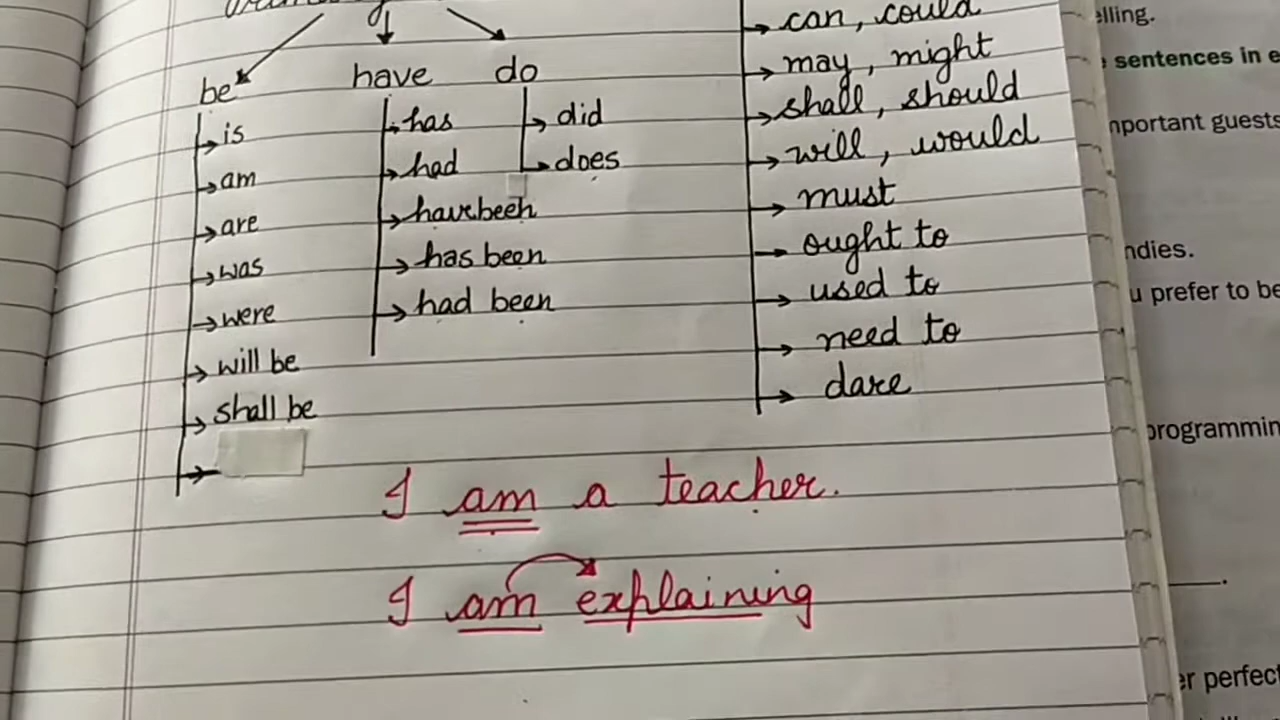 be have do
is
am
are
was
were
will be
shall be
has
had
have been
has been
had been
did
does
can, could
may, might
shall, should
will, would
must
ought to
used to
need to
dare
I am a teacher.
I am explaining
elling.
sentences in e
mportant guests
ndies.
u prefer to be
programmin
er perfect